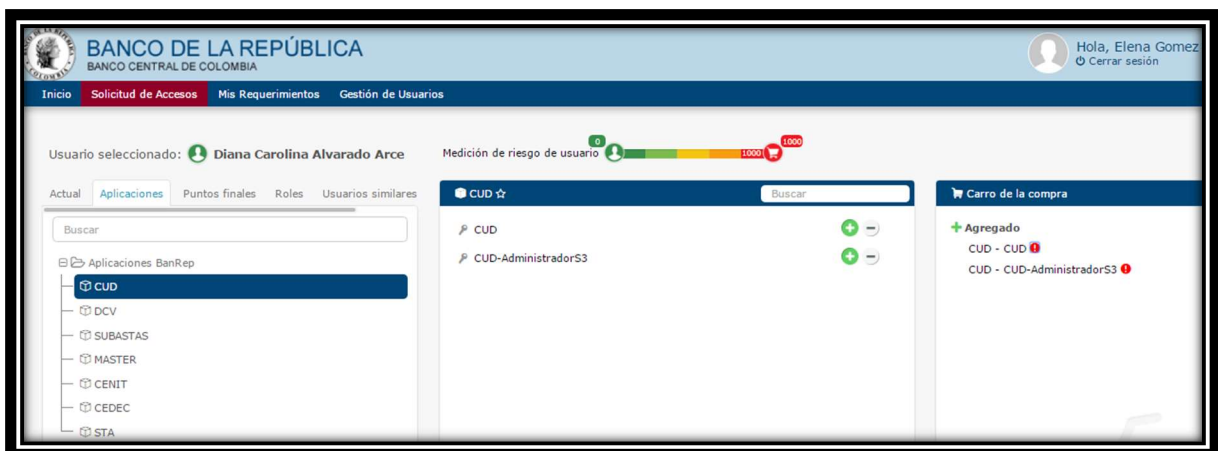 BANCO DE LA REPÚBLICA
BANCO CENTRAL DE COLOMBIA
Hola, Elena Gomez
Cerrar sesión
Inicio Solicitud de Accesos Mis Requerimientos Gestión de Usuarios
Usuario seleccionado: Diana Carolina Alvarado Arce
Medición de riesgo de usuario 0 1000 1000
Actual Aplicaciones Puntos finales Roles Usuarios similares
Buscar
Aplicaciones BanRep
CUD
DCV
SUBASTAS
MASTER
CENIT
CEDEC
STA
CUD Buscar
CUD
CUD-AdministradorS3
Carro de la compra
Agregado
CUD - CUD
CUD - CUD-AdministradorS3